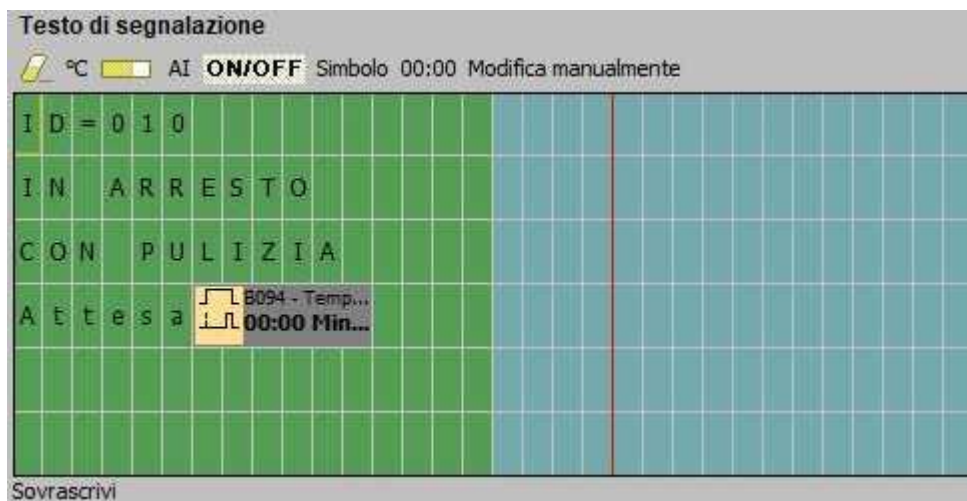 Testo di segnalazione
°C AI ON/OFF Simbolo 00:00 Modifica manualmente
ID=010
IN ARRESTO
CON PULIZIA
Attesa B094 - Temp...
00:00 Min...
Sovrascrivi